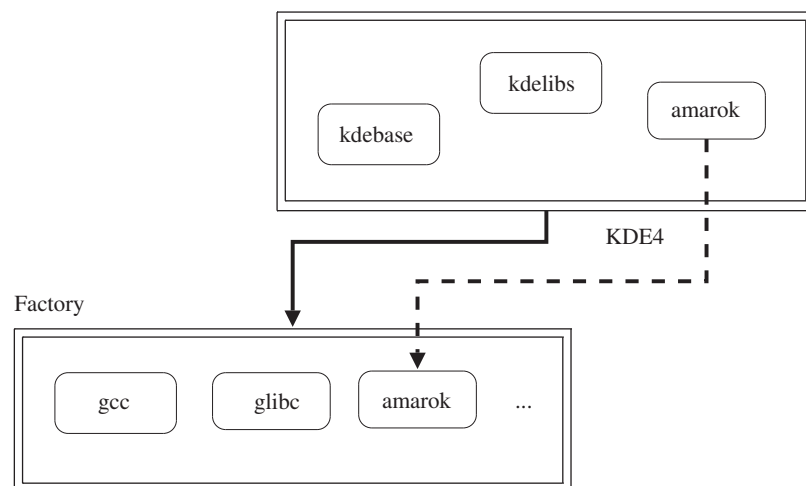 kdelibs
amarok
kdebase
KDE4
Factory
gcc
glibc
amarok
...